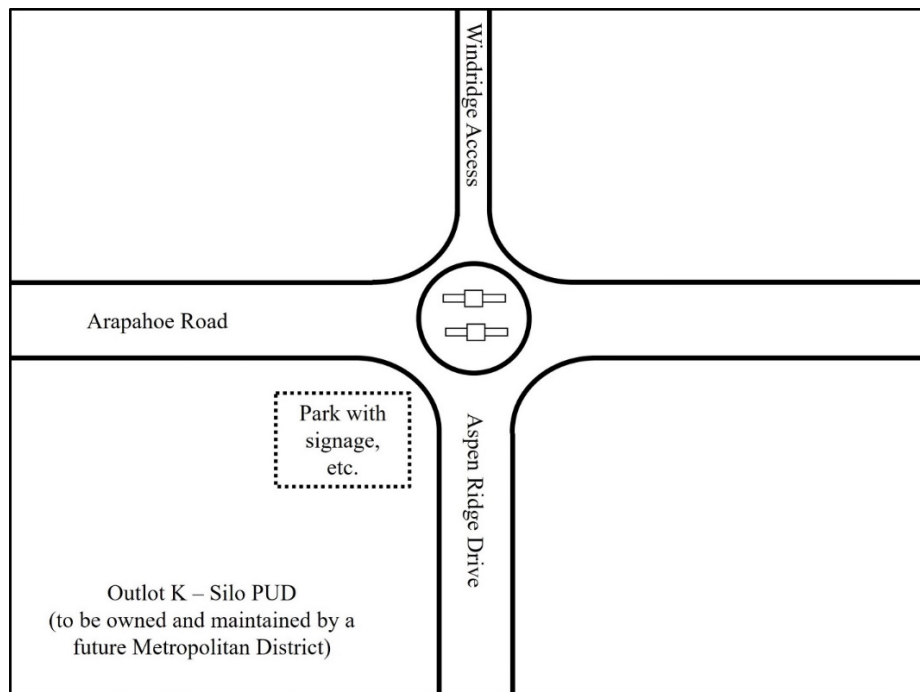 Windridge Access
Arapahoe Road
Park with
signage,
etc.
Aspen Ridge Drive
Outlot K – Silo PUD
(to be owned and maintained by a
future Metropolitan District)